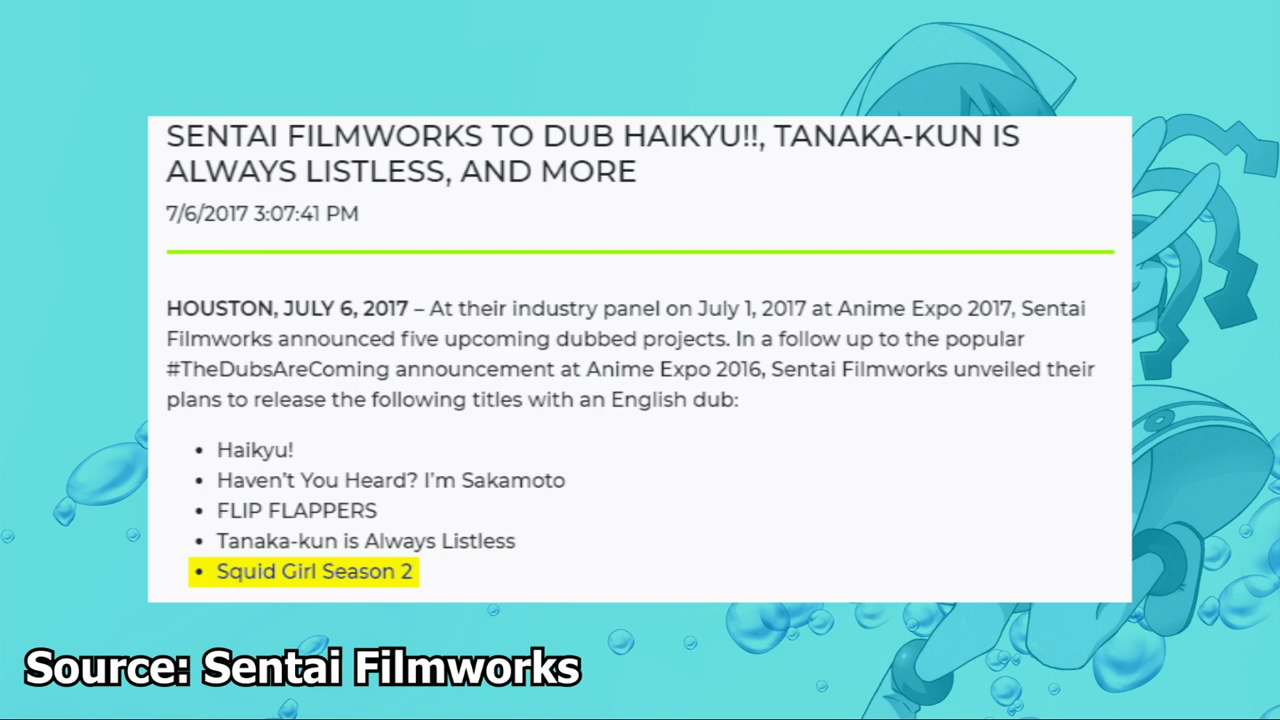 SENTAI FILMWORKS TO DUB HAIKYU!!, TANAKA-KUN IS
ALWAYS LISTLESS, AND MORE
7/6/2017 3:07:41 PM
HOUSTON, JULY 6, 2017 – At their industry panel on July 1, 2017 at Anime Expo 2017, Sentai
Filmworks announced five upcoming dubbed projects. In a follow up to the popular
#TheDubsAreComing announcement at Anime Expo 2016, Sentai Filmworks unveiled their
plans to release the following titles with an English dub:
• Haikyu!
• Haven't You Heard? I'm Sakamoto
• FLIP FLAPPERS
• Tanaka-kun is Always Listless
• Squid Girl Season 2
Source: Sentai Filmworks